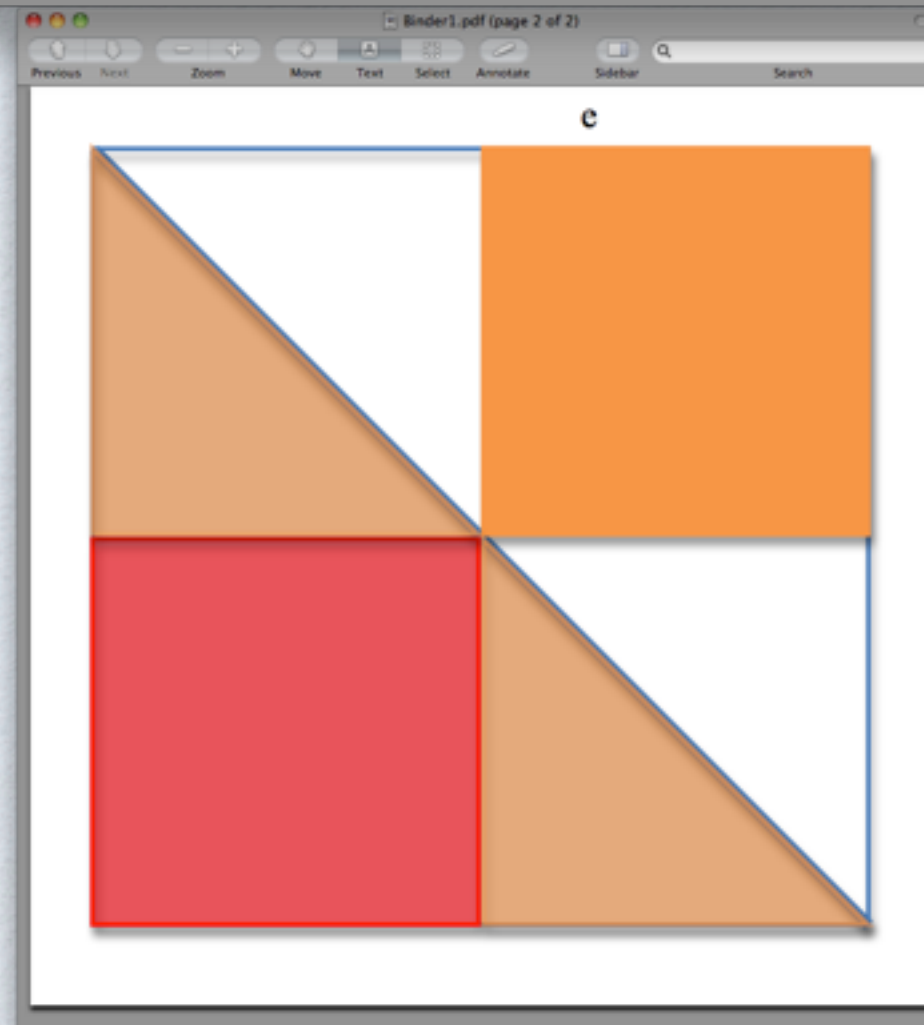 Binder1.pdf (page 2 of 2)
Previous Next Zoom Move Text Select Annotate Sidebar Search
e